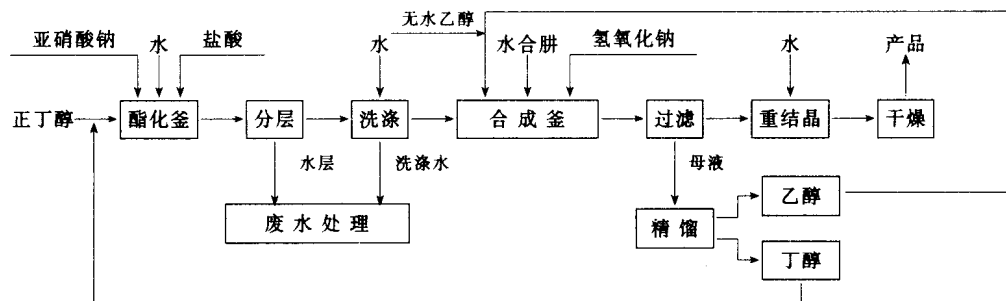 无水乙醇
亚硝酸钠
水
盐酸
水
水合肼
氢氧化钠
水
产品
正丁醇
酯化釜
分层
洗涤
合成釜
过滤
重结晶
干燥
水层
洗涤水
母液
废水处理
精馏
乙醇
丁醇